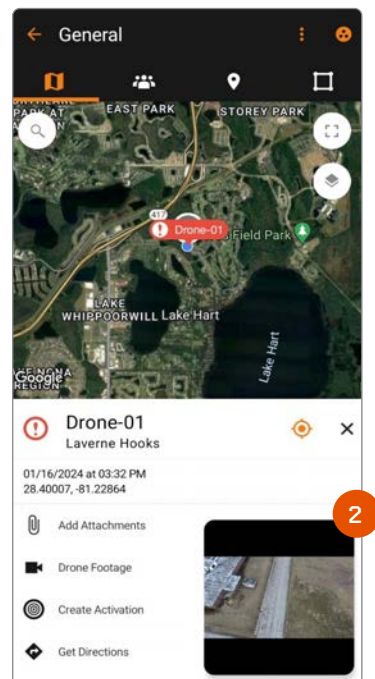 General
EAST PARK
STOREY PARK
PARK AT
417
Drone-01
Field Park
LAKE
WHIPPOORWILL
Lake Hart
Lake Hart
REGION
Google
Drone-01
Laverne Hooks
01/16/2024 at 03:32 PM
28.40007, -81.22864
2
Add Attachments
Drone Footage
Create Activation
Get Directions